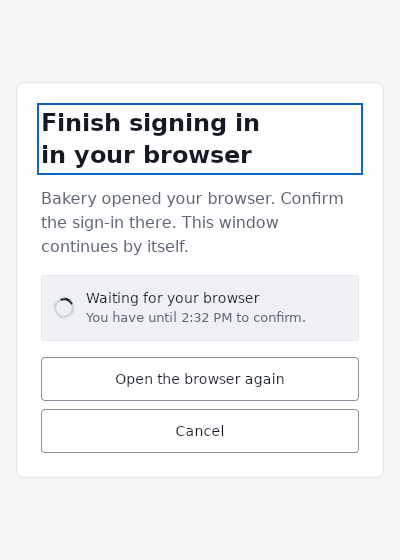 Finish signing in
in your browser
Bakery opened your browser. Confirm
the sign-in there. This window
continues by itself.
Waiting for your browser
You have until 2:32 PM to confirm.
Open the browser again
Cancel